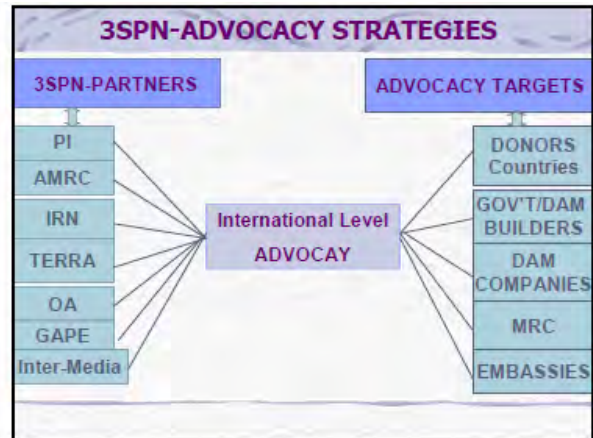 3SPN-ADVOCACY STRATEGIES
3SPN-PARTNERS
PI
AMRC
IRN
TERRA
OA
GAPE
Inter-Media
International Level
ADVOCAY
ADVOCACY TARGETS
DONORS
Countries
GOV'T/DAM
BUILDERS
DAM
COMPANIES
MRC
EMBASSIES